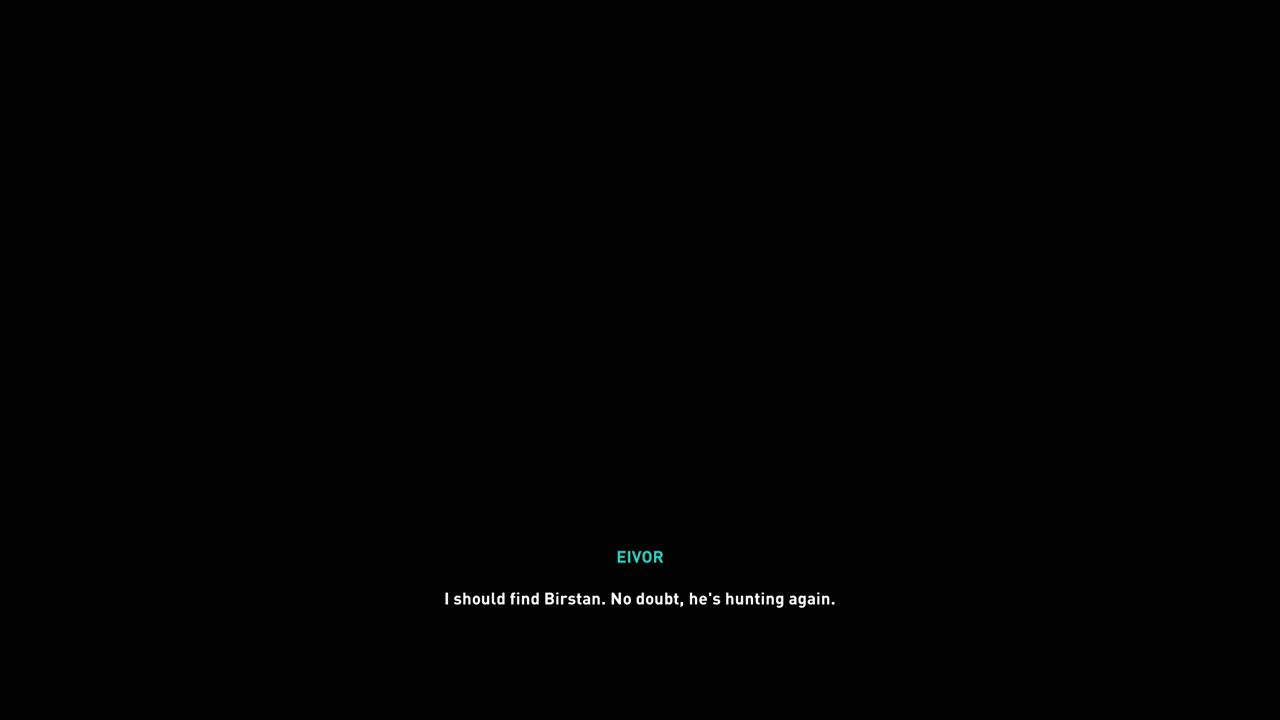 EIVOR
I should find Birstan. No doubt, he's hunting again.